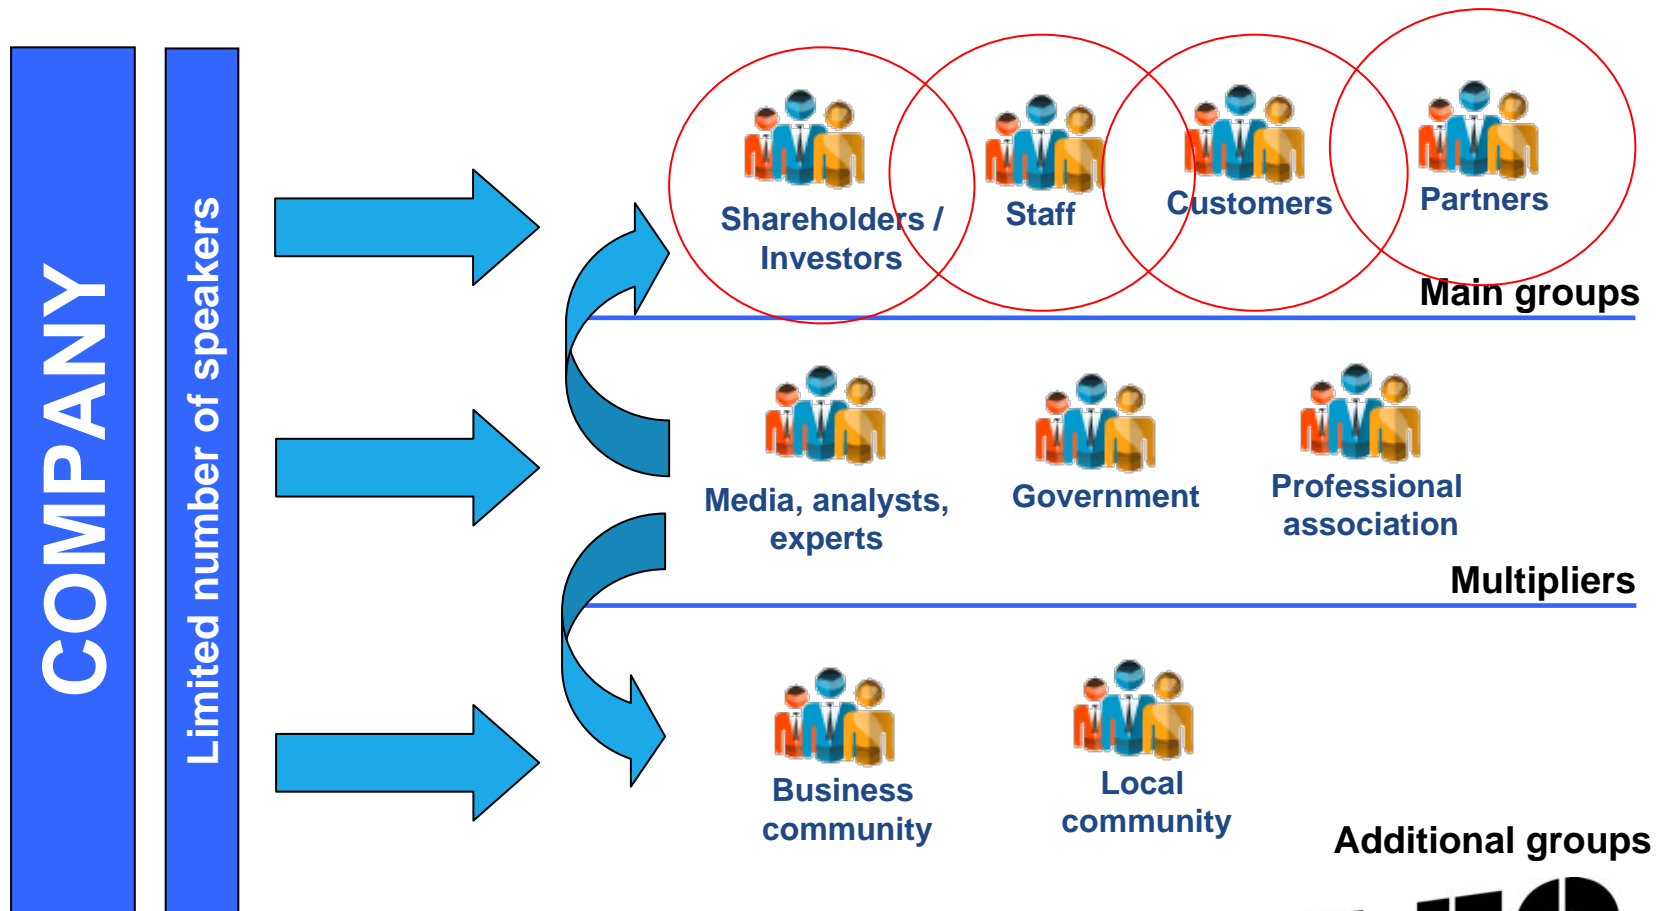 COMPANY
Limited number of speakers
Shareholders /
Investors
Staff
Customers
Partners
Main groups
Media, analysts,
experts
Government
Professional
association
Multipliers
Business
community
Local
community
Additional groups